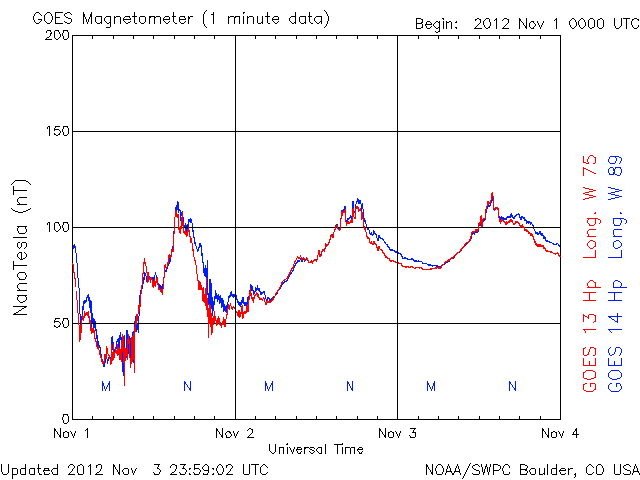 GOES Magnetometer (1 minute data)
Begin: 2012 Nov 1 0000 UTC
200
150
100
50
0
NanoTesla (nT)
M N M N M N
Nov 1 Nov 2 Nov 3 Nov 4
Universal Time
GOES 13 Hp Long. W 75
GOES 14 Hp Long. W 89
Updated 2012 Nov 3 23:59:02 UTC
NOAA/SWPC Boulder, CO USA